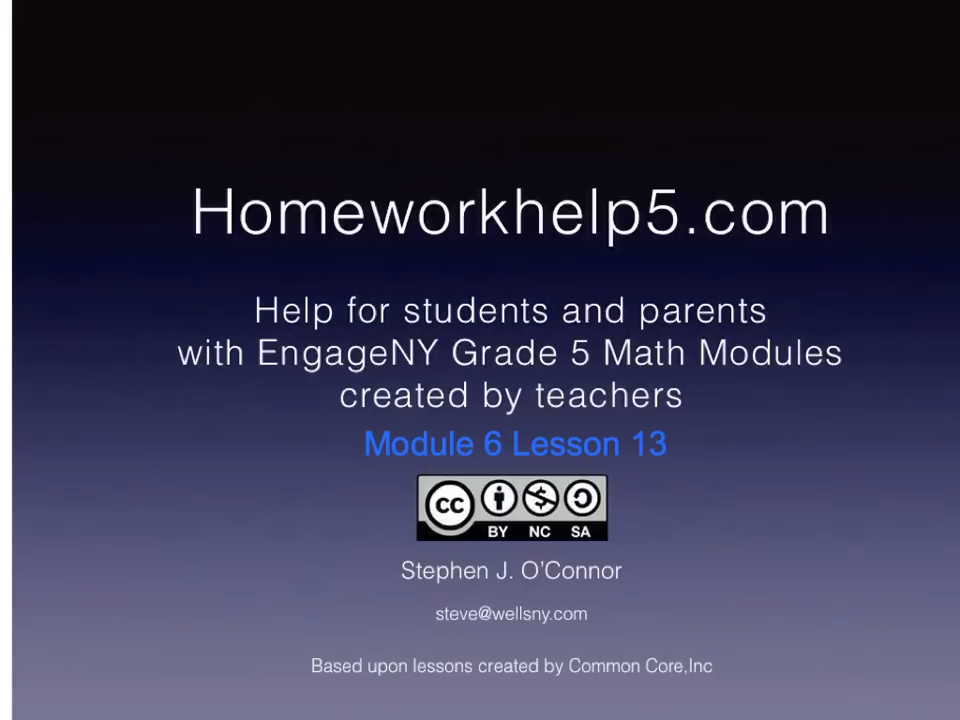 Homeworkhelp5.com
Help for students and parents
with EngageNY Grade 5 Math Modules
created by teachers
Module 6 Lesson 13
cc
BY NC SA
Stephen J. O'Connor
steve@wellsny.com
Based upon lessons created by Common Core,Inc